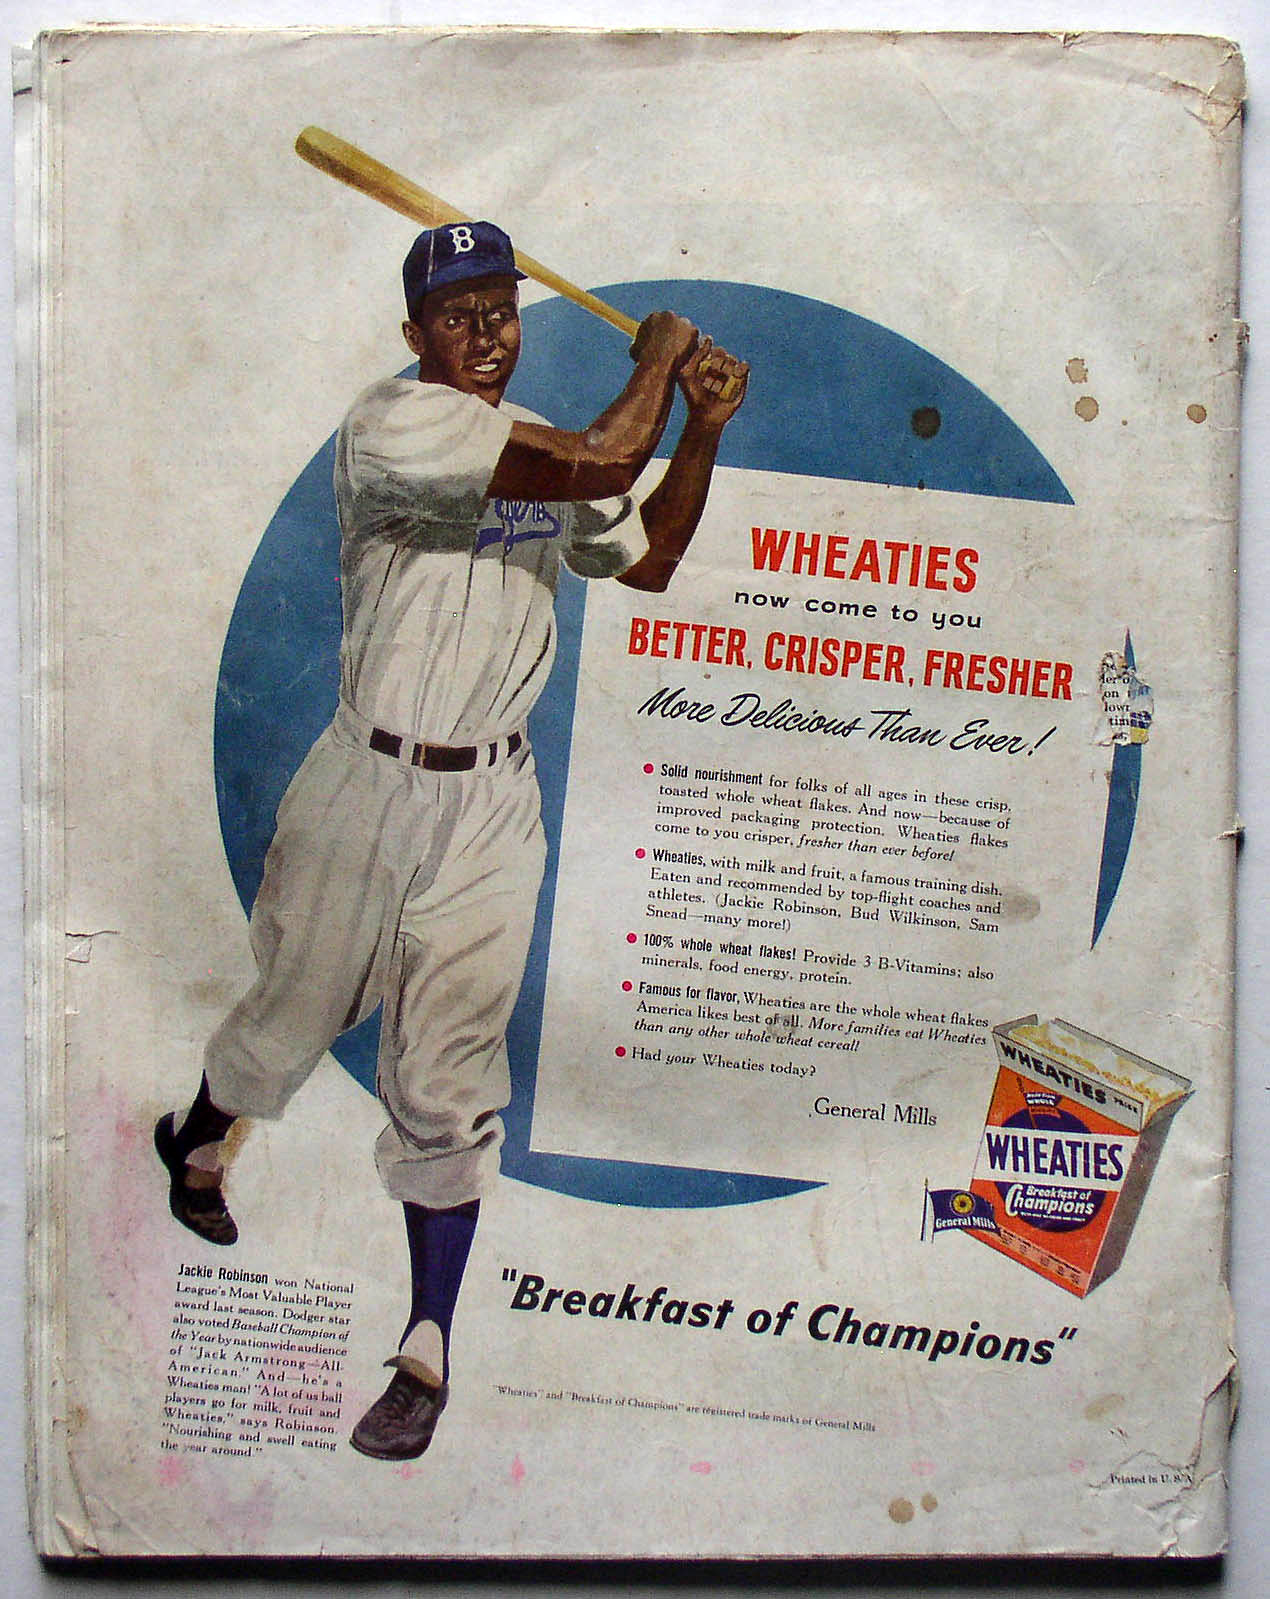 B
WHEATIES
now come to you
BETTER, CRISPER, FRESHER
More Delicious Than Ever!
Solid nourishment for folks of all ages in these crisp,
toasted whole wheat flakes. And now—because of
improved packaging protection, Wheaties flakes
come to you crisper, fresher than ever before!
Wheaties, with milk and fruit, a famous training dish.
Eaten and recommended by top-flight coaches and
athletes. (Jackie Robinson, Bud Wilkinson, Sam
Snead—many more!)
100% whole wheat flakes! Provide 3 B-Vitamins; also
minerals, food energy, protein.
Famous for flavor, Wheaties are the whole wheat flakes
America likes best of all. More families eat Wheaties
than any other whole wheat cereal!
Had your Wheaties today?
General Mills
WHEATIES
WHOLE
WHEATIES
Breakfast of
Champions
General Mills
"Breakfast of Champions"
Jackie Robinson won National
League's Most Valuable Player
award last season. Dodger star
also voted Baseball Champion of
the Year by nationwide audience
of "Jack Armstrong—All-
American." And—he's a
Wheaties man! "A lot of us ball
players go for milk, fruit and
Wheaties," says Robinson.
"Nourishing and swell eating
the year around."
"Wheaties" and "Breakfast of Champions" are registered trade marks of General Mills
Printed in U. S. A.